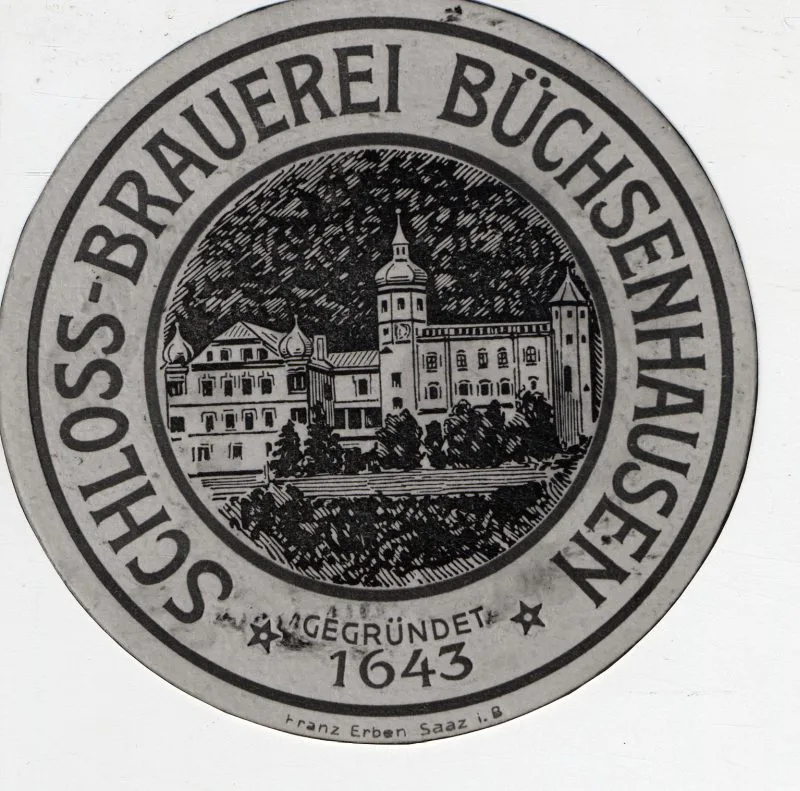 SCHLOSS-BRAUEREI BÜCHSENHAUSEN
GEGRÜNDET
1643
Franz Erben Saaz i. B